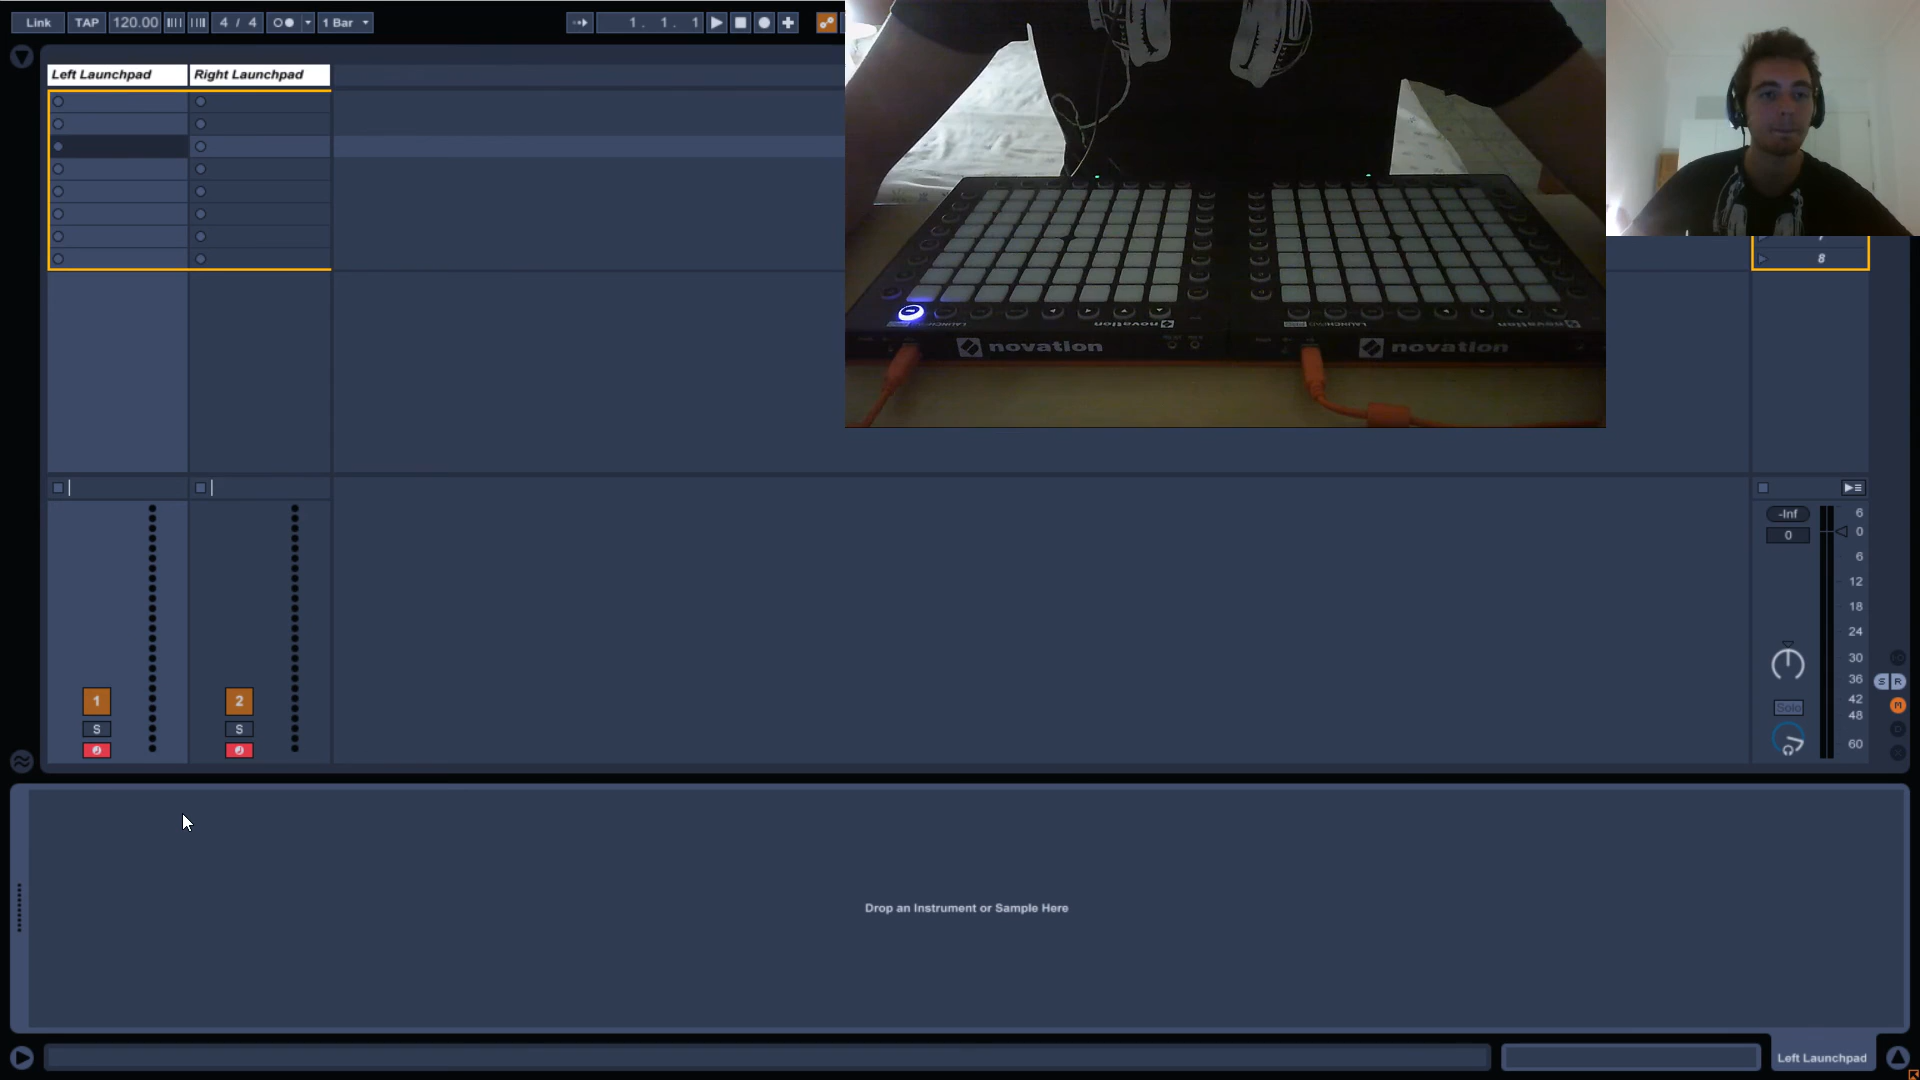 Link TAP 120.00 4 / 4 1 Bar 1. 1. 1
Left Launchpad Right Launchpad
novation novation
8
-Inf 6
0 0
6
12
18
24
30
36 S R
1 2 42 M
S S Solo 48
60
Drop an Instrument or Sample Here
Left Launchpad